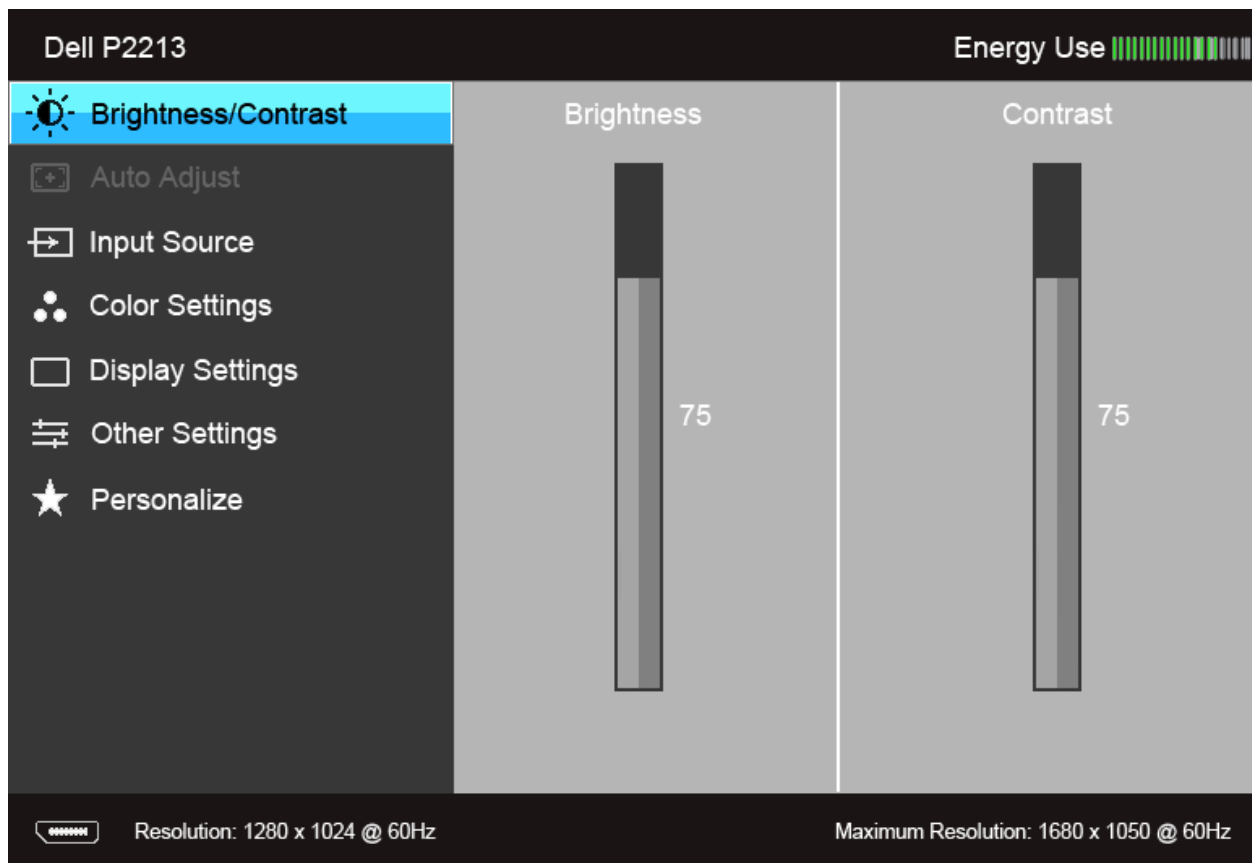 Dell P2213
Energy Use
Brightness/Contrast
Auto Adjust
Input Source
Color Settings
Display Settings
Other Settings
Personalize
Brightness
75
Contrast
75
Resolution: 1280 x 1024 @ 60Hz
Maximum Resolution: 1680 x 1050 @ 60Hz